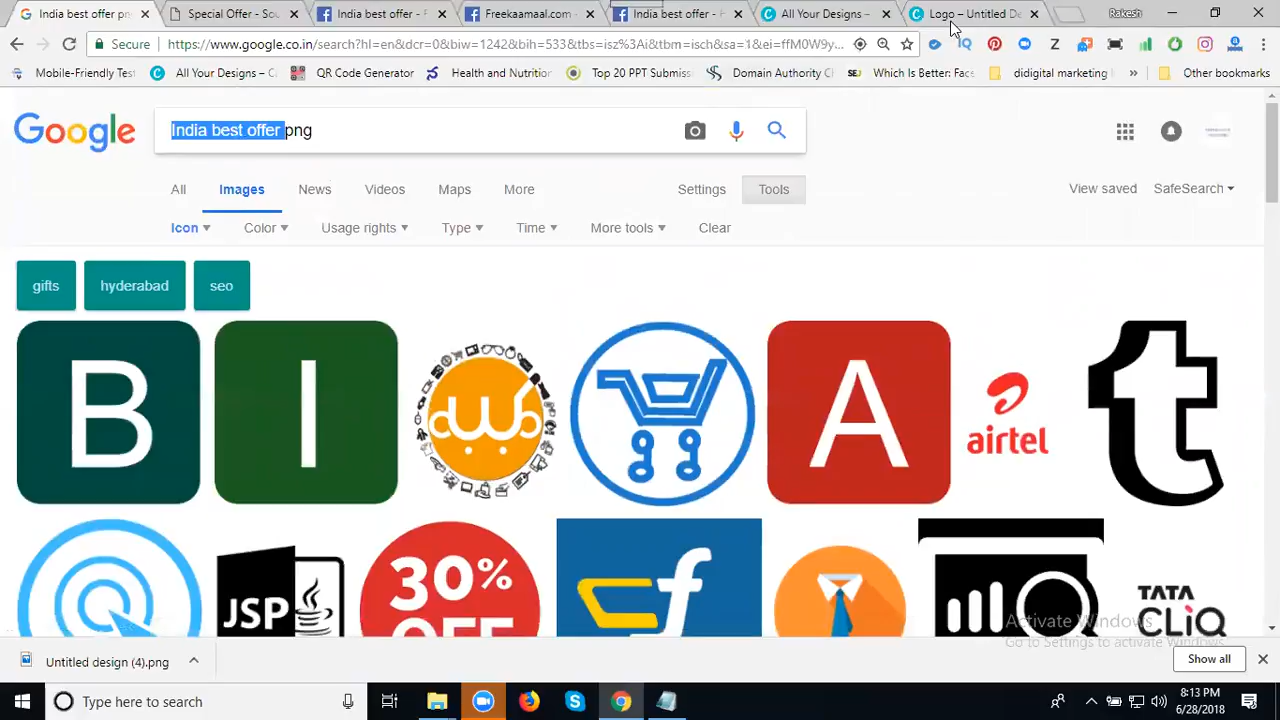 India best offer pn
Special Offer - Sou
India best offer - F
Freekaamaal.com -
India best offer - F
All Your Designs –
Logo – Untitled De
Rakesh
Secure
https://www.google.co.in/search?hl=en&dcr=0&biw=1242&bih=533&tbs=isz%3Ai&tbm=isch&sa=1&ei=ffM0W9y...
Mobile-Friendly Test
All Your Designs – C
QR Code Generator
Health and Nutrition
Top 20 PPT Submiss
Domain Authority C
Which Is Better: Fac
didigital marketing
»
Other bookmarks
Google
India best offer png
All
Images
News
Videos
Maps
More
Settings
Tools
View saved
SafeSearch
Icon
Color
Usage rights
Type
Time
More tools
Clear
gifts
hyderabad
seo
B
I
A
airtel
t
JSP
30%
OFF
f
TATA
CLiQ
Activate Windows
Go to Settings to activate Windows.
Untitled design (4).png
Show all
Type here to search
8:13 PM
6/28/2018